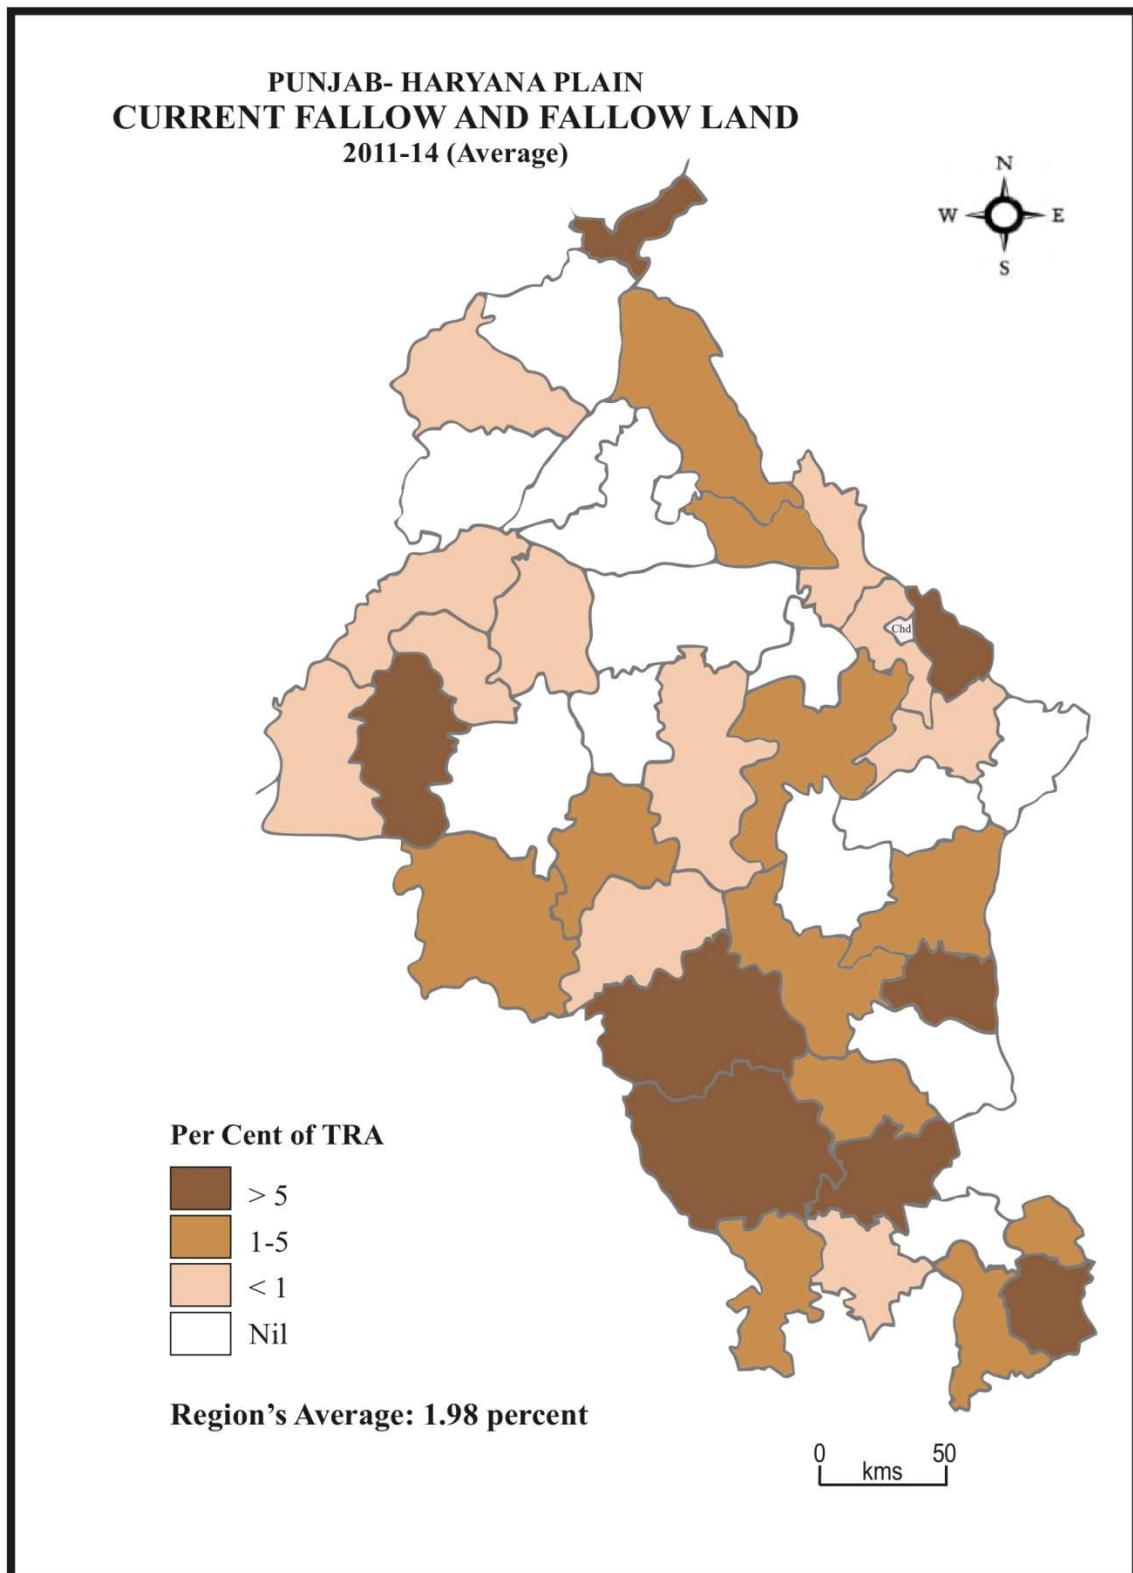 PUNJAB- HARYANA PLAIN
CURRENT FALLOW AND FALLOW LAND
2011-14 (Average)
N
W E
S
Chd
Per Cent of TRA
> 5
1-5
< 1
Nil
Region's Average: 1.98 percent
0 50
kms